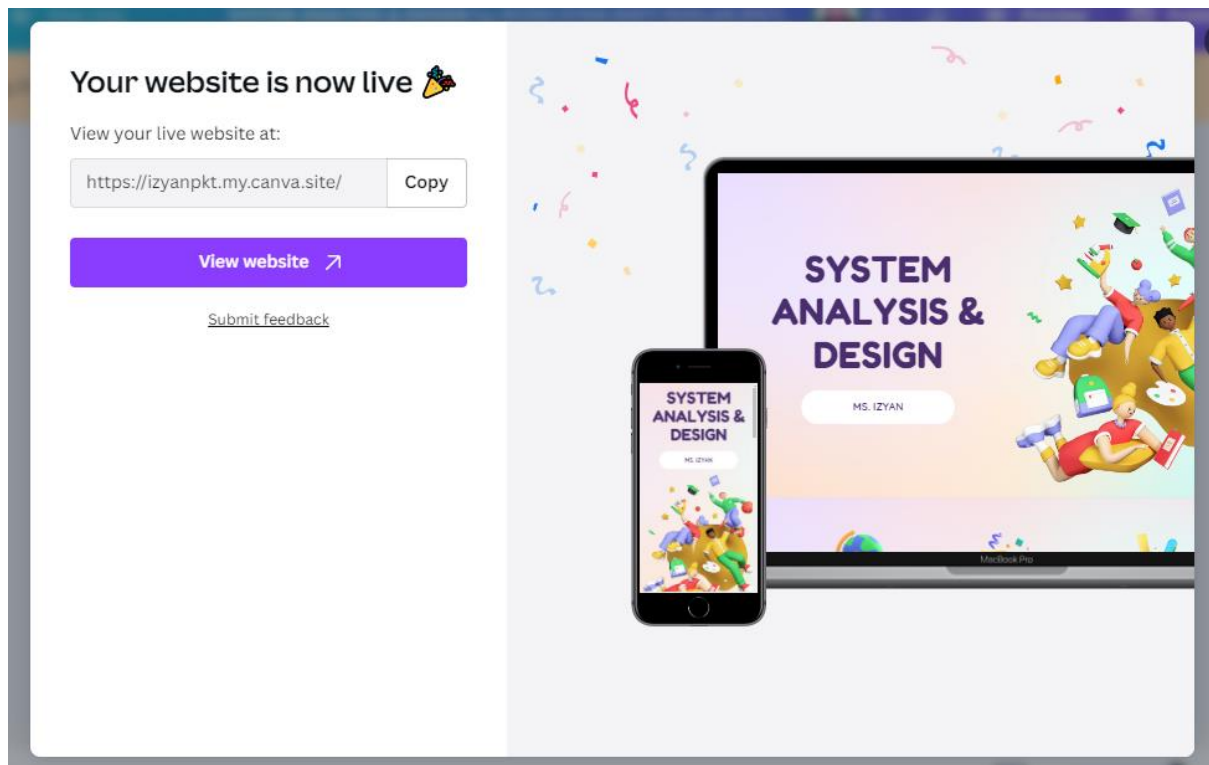 Your website is now live
View your live website at:
https://izyanpkt.my.canva.site/
Copy
View website
Submit feedback
SYSTEM
ANALYSIS &
DESIGN
MS. IZYAN
MacBook Pro
SYSTEM
ANALYSIS &
DESIGN
MS. IZYAN